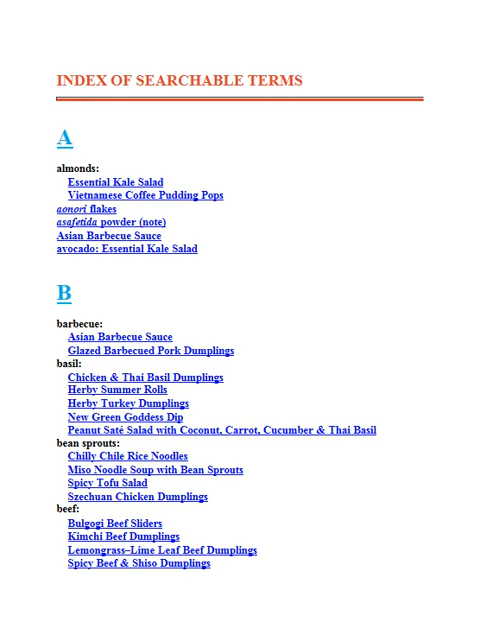 INDEX OF SEARCHABLE TERMS
A
almonds:
Essential Kale Salad
Vietnamese Coffee Pudding Pops
aonori flakes
asafetida powder (note)
Asian Barbecue Sauce
avocado: Essential Kale Salad
B
barbecue:
Asian Barbecue Sauce
Glazed Barbecued Pork Dumplings
basil:
Chicken & Thai Basil Dumplings
Herby Summer Rolls
Herby Turkey Dumplings
New Green Goddess Dip
Peanut Saté Salad with Coconut, Carrot, Cucumber & Thai Basil
bean sprouts:
Chilly Chile Rice Noodles
Miso Noodle Soup with Bean Sprouts
Spicy Tofu Salad
Szechuan Chicken Dumplings
beef:
Bulgogi Beef Sliders
Kimchi Beef Dumplings
Lemongrass–Lime Leaf Beef Dumplings
Spicy Beef & Shiso Dumplings